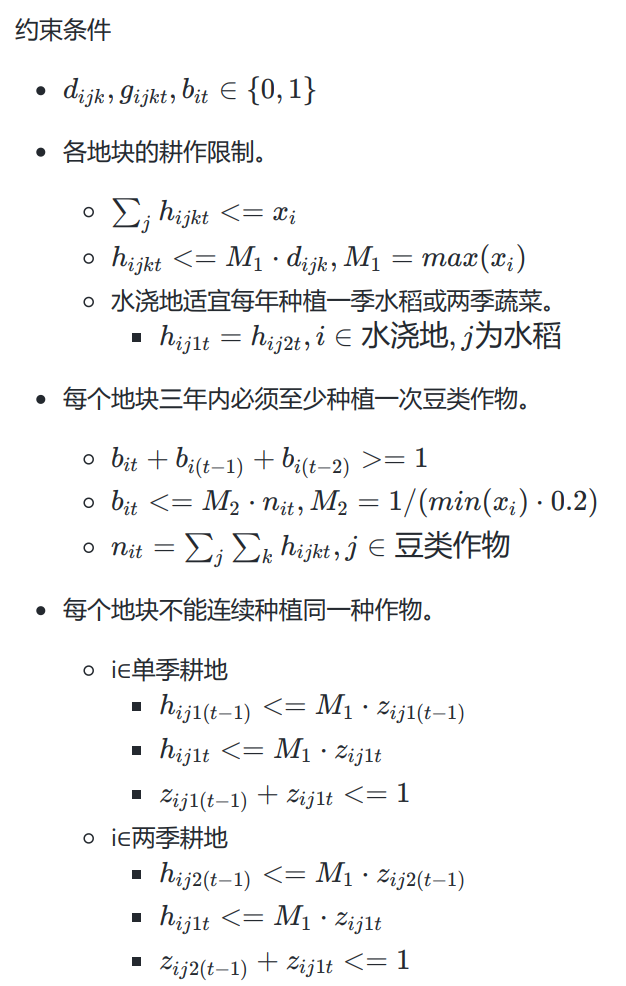 约束条件
• $d_{ijk}, g_{ijkt}, b_{it} \in \{0, 1\}$
• 各地块的耕作限制。
◦ $\sum_j h_{ijkt} <= x_i$
◦ $h_{ijkt} <= M_1 \cdot d_{ijk}, M_1 = max(x_i)$
◦ 水浇地适宜每年种植一季水稻或两季蔬菜。
▪ $h_{ij1t} = h_{ij2t}, i \in 水浇地, j为水稻$
• 每个地块三年内必须至少种植一次豆类作物。
◦ $b_{it} + b_{i(t-1)} + b_{i(t-2)} >= 1$
◦ $b_{it} <= M_2 \cdot n_{it}, M_2 = 1/(min(x_i) \cdot 0.2)$
◦ $n_{it} = \sum_j \sum_k h_{ijkt}, j \in 豆类作物$
• 每个地块不能连续种植同一种作物。
◦ i∈单季耕地
▪ $h_{ij1(t-1)} <= M_1 \cdot z_{ij1(t-1)}$
▪ $h_{ij1t} <= M_1 \cdot z_{ij1t}$
▪ $z_{ij1(t-1)} + z_{ij1t} <= 1$
◦ i∈两季耕地
▪ $h_{ij2(t-1)} <= M_1 \cdot z_{ij2(t-1)}$
▪ $h_{ij1t} <= M_1 \cdot z_{ij1t}$
▪ $z_{ij2(t-1)} + z_{ij1t} <= 1$